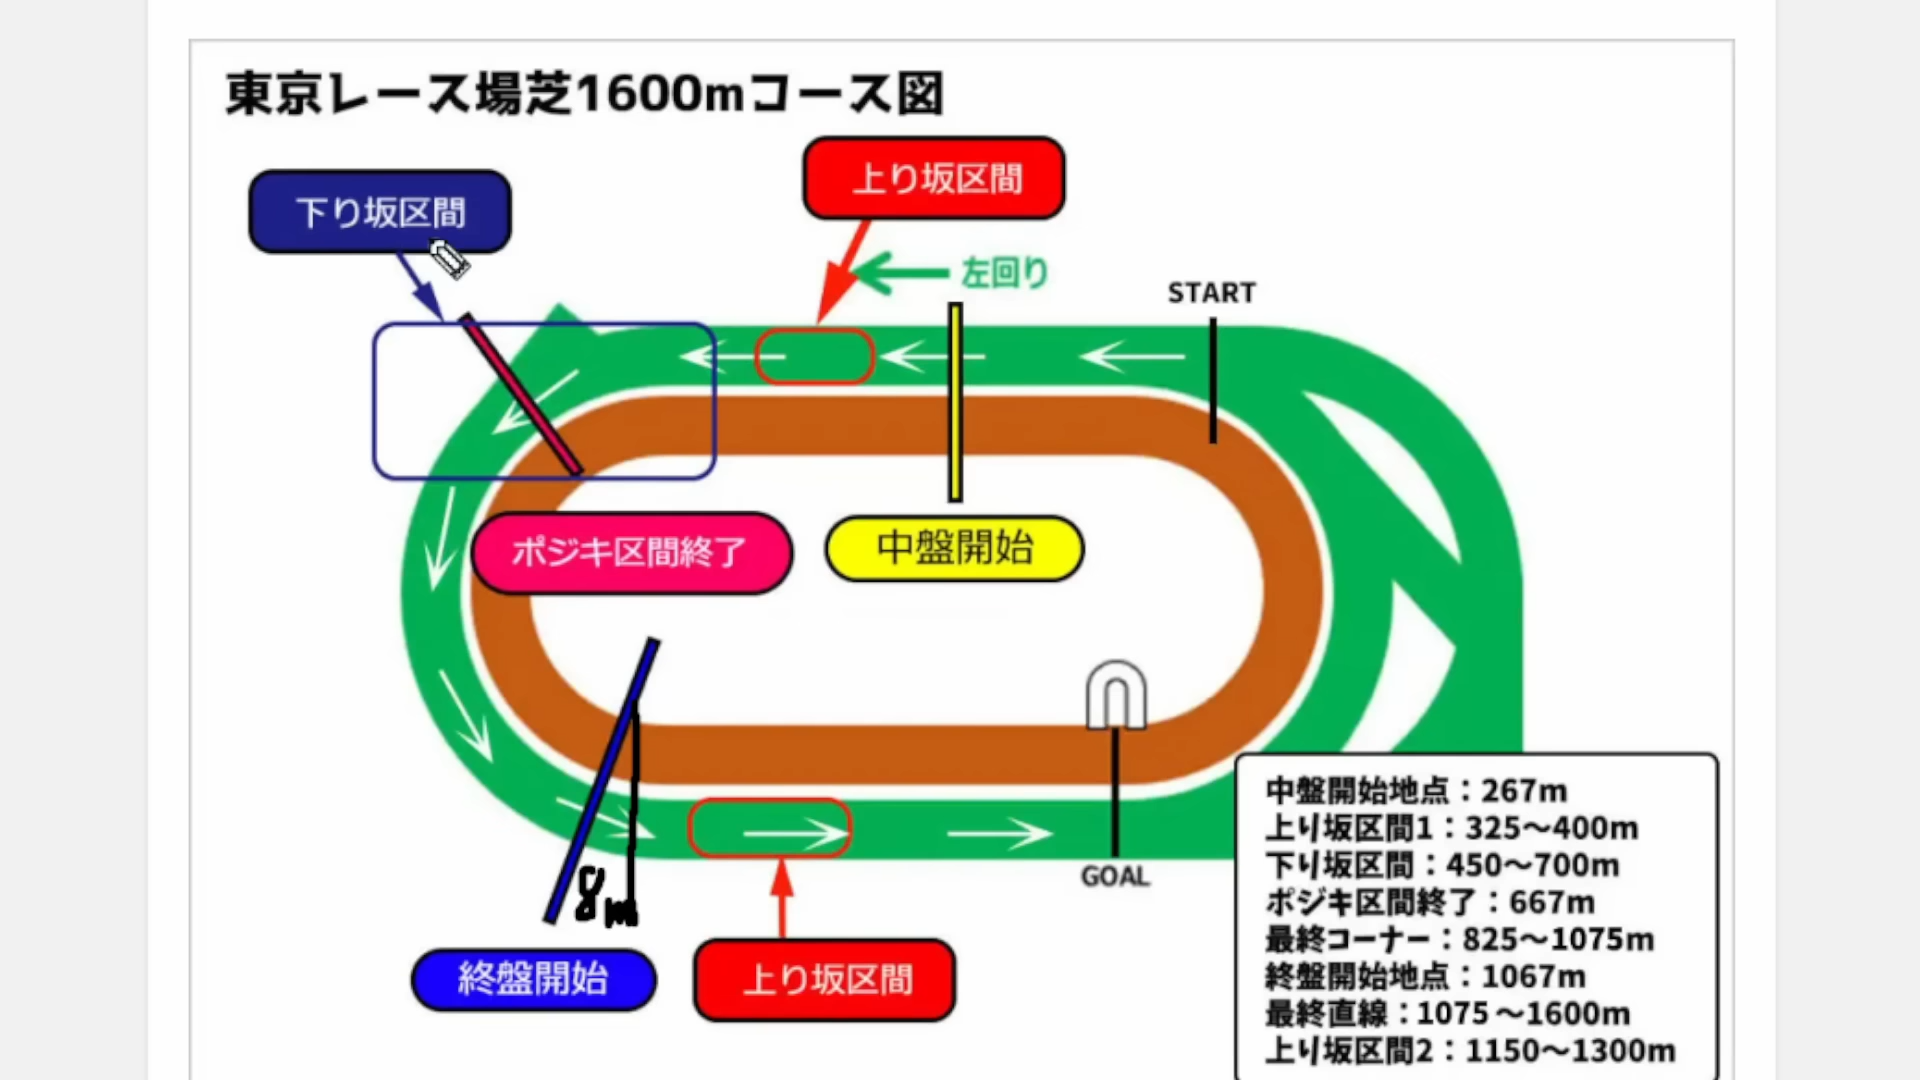 東京レース場芝1600mコース図
上り坂区間
下り坂区間
左回り
START
ポジキ区間終了
中盤開始
8m
GOAL
終盤開始
上り坂区間
中盤開始地点：267m
上り坂区間1：325～400m
下り坂区間：450～700m
ポジキ区間終了：667m
最終コーナー：825～1075m
終盤開始地点：1067m
最終直線：1075～1600m
上り坂区間2：1150～1300m